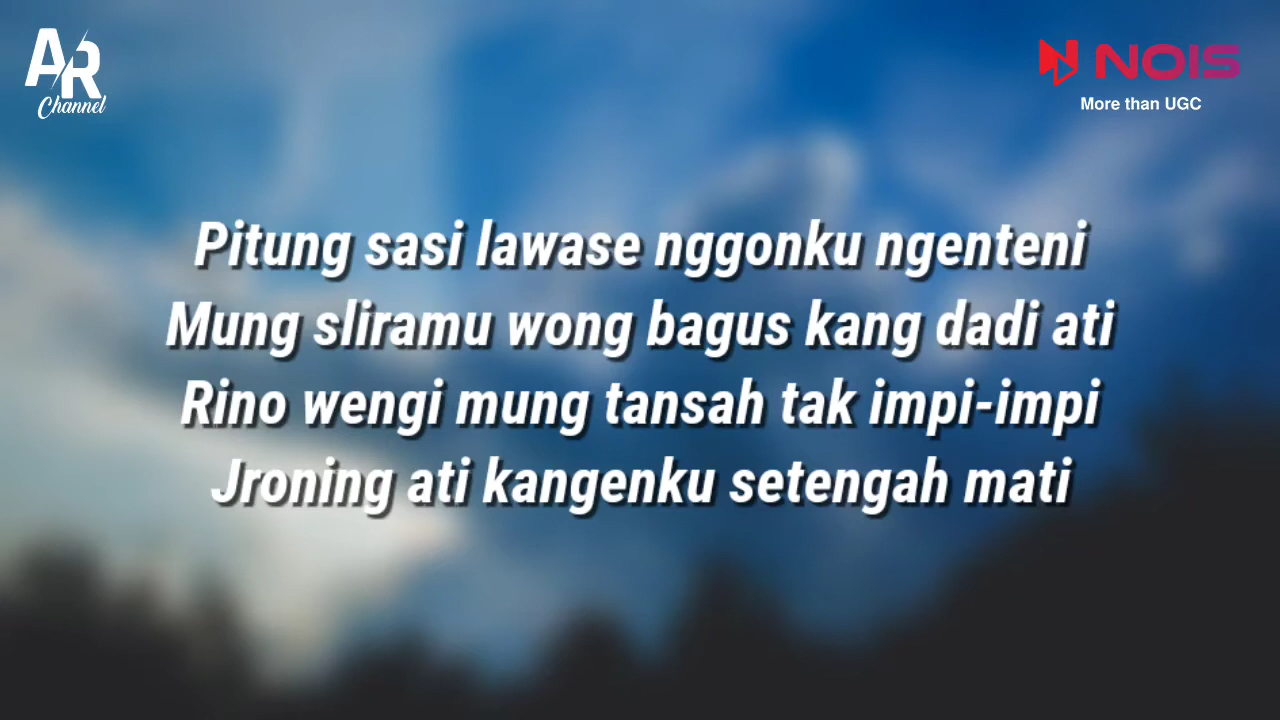 AR
Channel
NOIS
More than UGC
Pitung sasi lawase nggonku ngenteni
Mung sliramu wong bagus kang dadi ati
Rino wengi mung tansah tak impi-impi
Jroning ati kangenku setengah mati